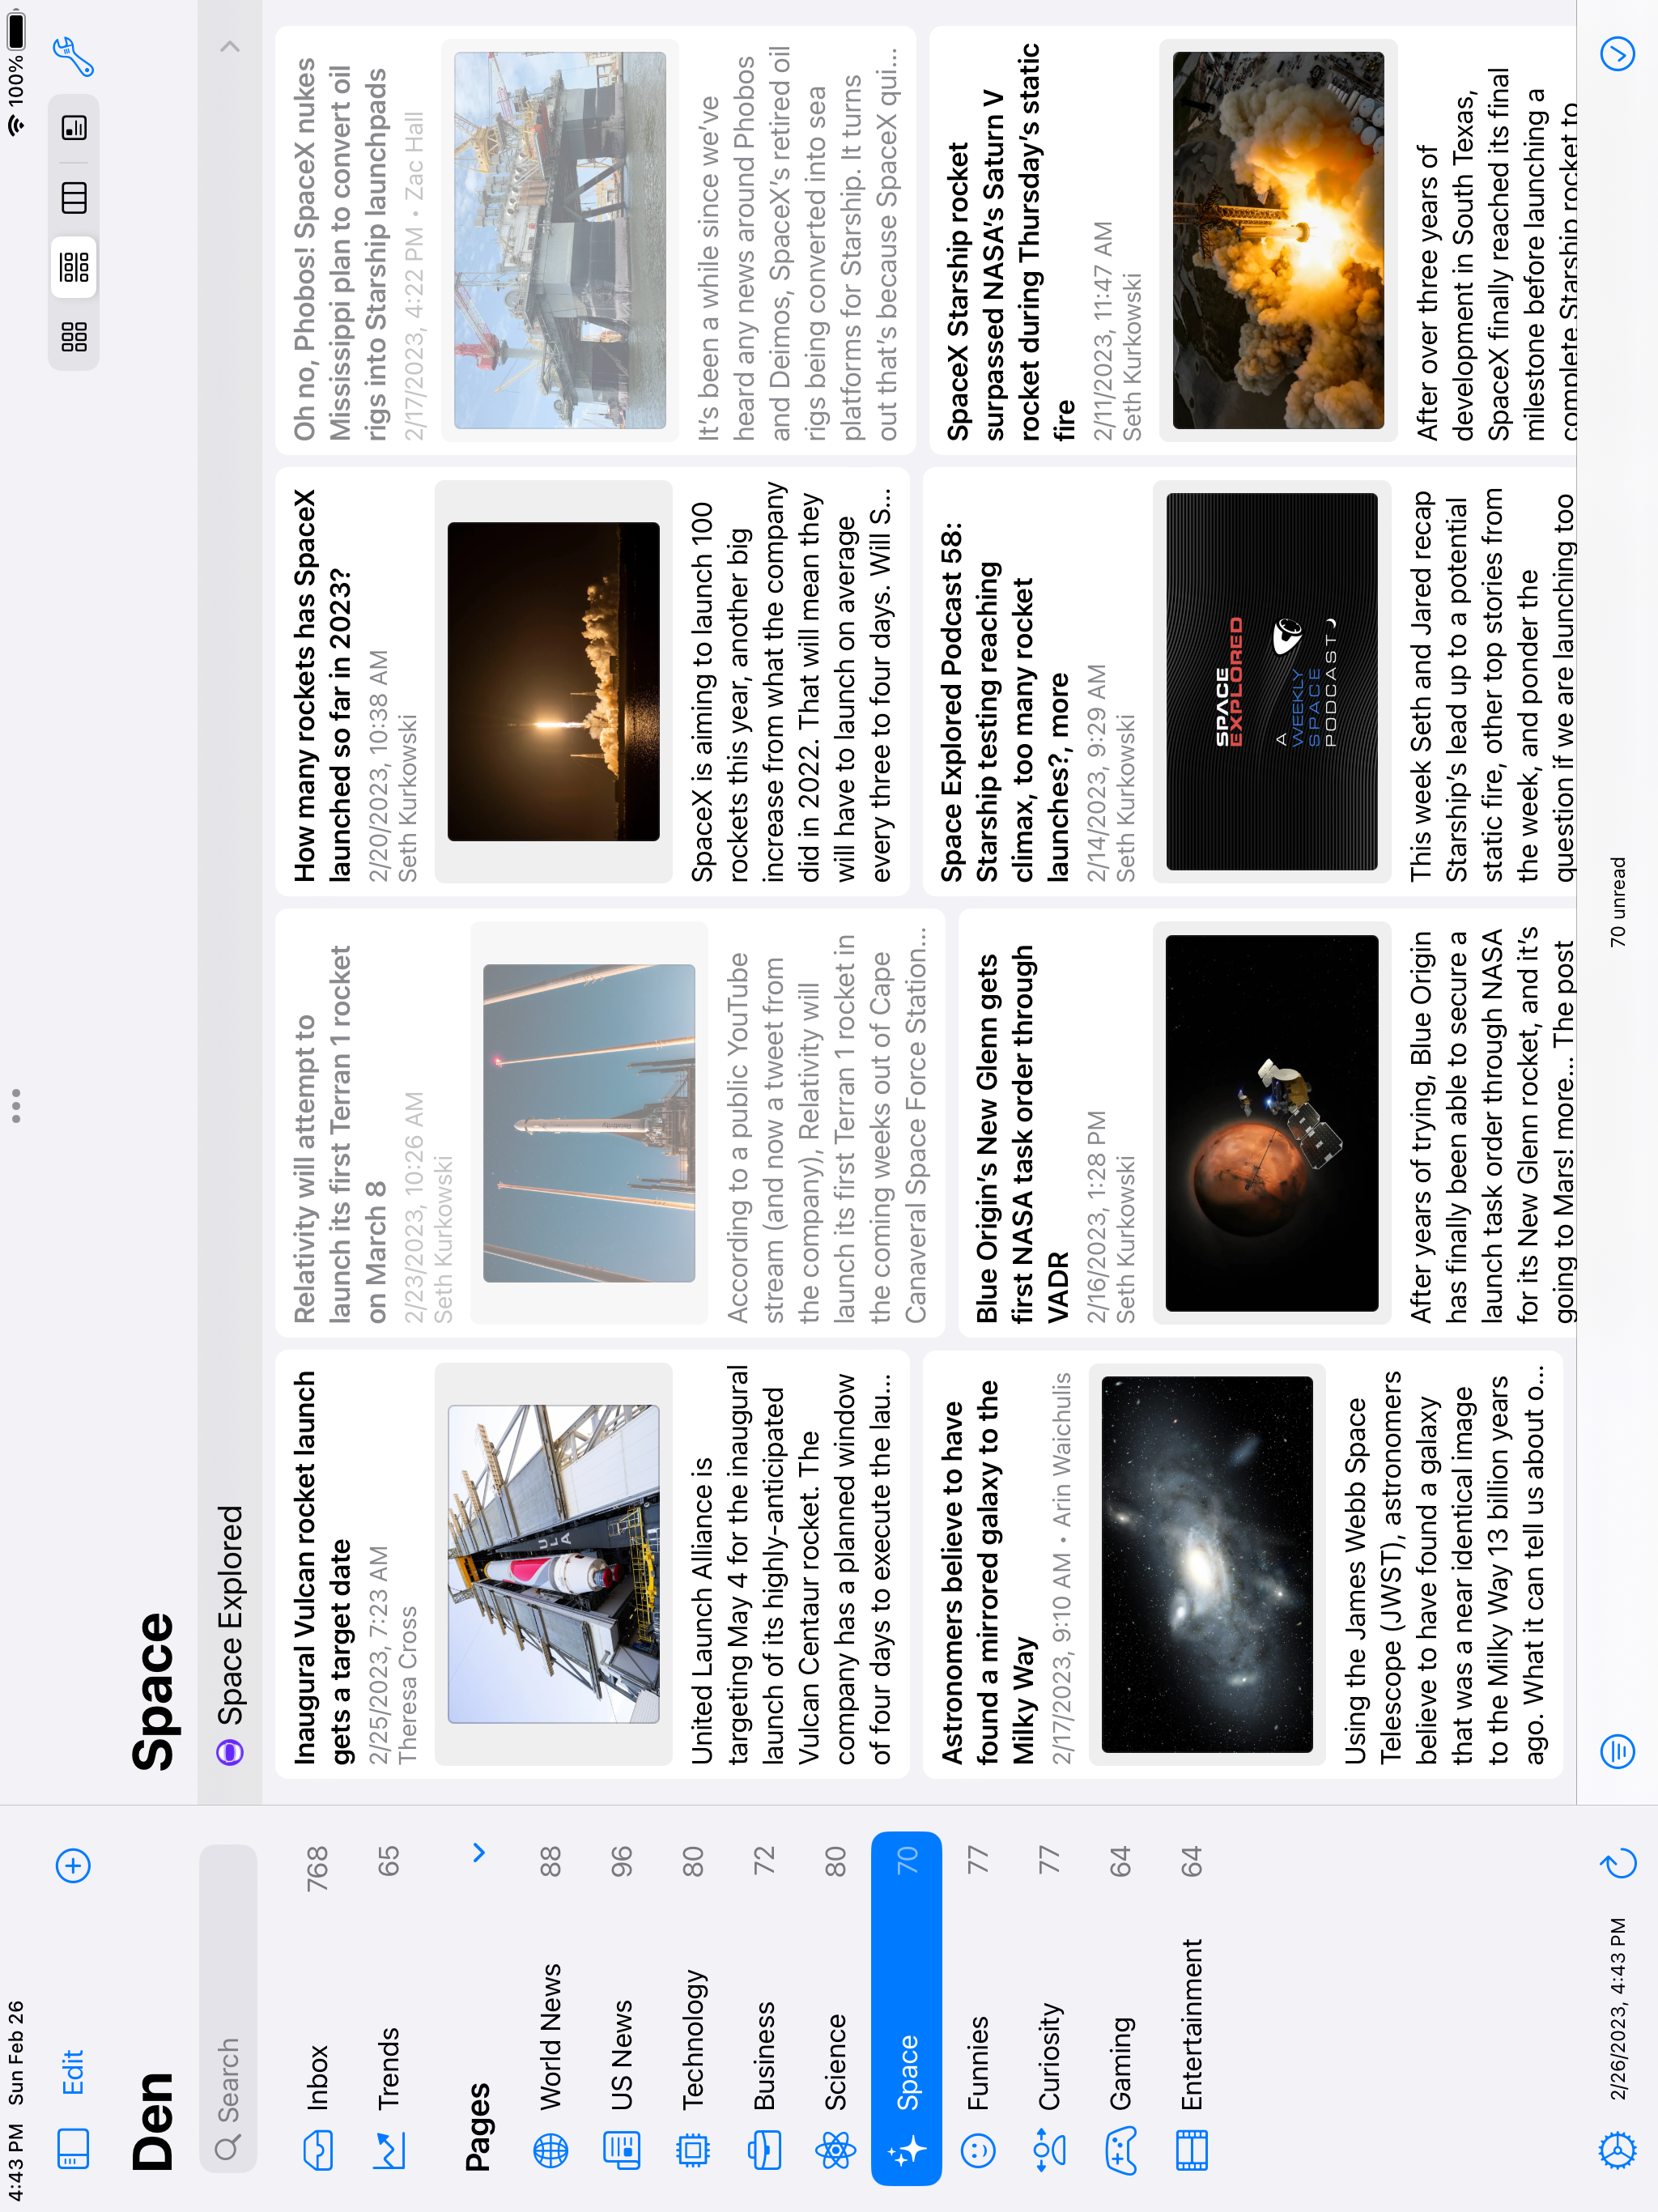 4:43 PM Sun Feb 26
100%
Edit
Den
Search
Inbox 768
Trends 65
Pages
World News 88
US News 96
Technology 80
Business 72
Science 80
Space 70
Funnies 77
Curiosity 77
Gaming 64
Entertainment 64
2/26/2023, 4:43 PM
Space
Space Explored
Inaugural Vulcan rocket launch
gets a target date
2/25/2023, 7:23 AM
Theresa Cross
ULA
United Launch Alliance is
targeting May 4 for the inaugural
launch of its highly-anticipated
Vulcan Centaur rocket. The
company has a planned window
of four days to execute the lau...
Astronomers believe to have
found a mirrored galaxy to the
Milky Way
2/17/2023, 9:10 AM • Arin Waichulis
Using the James Webb Space
Telescope (JWST), astronomers
believe to have found a galaxy
that was a near identical image
to the Milky Way 13 billion years
ago. What it can tell us about o...
Relativity will attempt to
launch its first Terran 1 rocket
on March 8
2/23/2023, 10:26 AM
Seth Kurkowski
Relativity
According to a public YouTube
stream (and now a tweet from
the company), Relativity will
launch its first Terran 1 rocket in
the coming weeks out of Cape
Canaveral Space Force Station...
Blue Origin's New Glenn gets
first NASA task order through
VADR
2/16/2023, 1:28 PM
Seth Kurkowski
After years of trying, Blue Origin
has finally been able to secure a
launch task order through NASA
for its New Glenn rocket, and it's
going to Mars! more... The post
How many rockets has SpaceX
launched so far in 2023?
2/20/2023, 10:38 AM
Seth Kurkowski
SpaceX is aiming to launch 100
rockets this year, another big
increase from what the company
did in 2022. That will mean they
will have to launch on average
every three to four days. Will S...
Space Explored Podcast 58:
Starship testing reaching
climax, too many rocket
launches?, more
2/14/2023, 9:29 AM
Seth Kurkowski
SPACE
EXPLORED
A
WEEKLY
SPACE
PODCAST
This week Seth and Jared recap
Starship's lead up to a potential
static fire, other top stories from
the week, and ponder the
question if we are launching too
Oh no, Phobos! SpaceX nukes
Mississippi plan to convert oil
rigs into Starship launchpads
2/17/2023, 4:22 PM • Zac Hall
It's been a while since we've
heard any news around Phobos
and Deimos, SpaceX's retired oil
rigs being converted into sea
platforms for Starship. It turns
out that's because SpaceX qui...
SpaceX Starship rocket
surpassed NASA's Saturn V
rocket during Thursday's static
fire
2/11/2023, 11:47 AM
Seth Kurkowski
After over three years of
development in South Texas,
SpaceX finally reached its final
milestone before launching a
complete Starship rocket to
70 unread